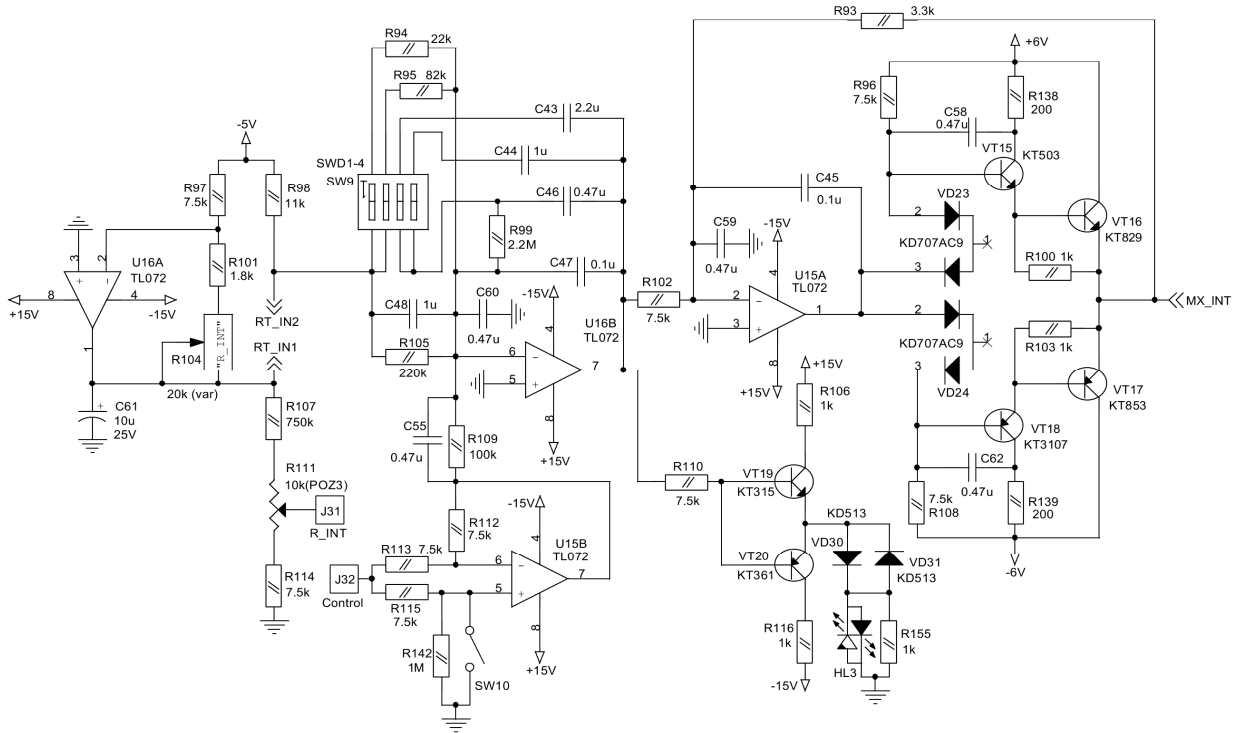 R93 3.3k
R94 22k
+6V
R95 82k
R96 7.5k
R138 200
C43 2.2u
C58 0.47u
-5V
C44 1u
VT15 KT503
SWD1-4
SW9
C46 0.47u
C45 0.1u
R97 7.5k
R98 11k
VD23
2
1
VT16 KT829
R99 2.2M
C59 0.47u
-15V
KD707AC9
3
3 2
U16A TL072
+ -
R101 1.8k
C47 0.1u
R100 1k
8
+15V
4
-15V
R102 7.5k
4
U15A TL072
2
-
3
+
1
8
+15V
MX_INT
RT_IN2
C48 1u
C60 0.47u
-15V
4
U16B TL072
2
1
KD707AC9
3
R103 1k
VD24
RT_IN1
1
R104
"R_INT"
20k (var)
R105 220k
6
-
5
+
7
8
+15V
+15V
R106 1k
VT17 KT853
C61
+
10u
25V
R107 750k
C55 0.47u
R109 100k
VT18 KT3107
R110 7.5k
VT19 KT315
C62 0.47u
7.5k R108
R139 200
R111
10k(POZ3)
J31
R_INT
R112 7.5k
-15V
4
KD513
VT20 KT361
VD30
VD31 KD513
-6V
R113 7.5k
U15B TL072
J32
Control
6
-
5
+
7
8
+15V
R114 7.5k
R115 7.5k
R142 1M
SW10
R116 1k
-15V
HL3
R155 1k